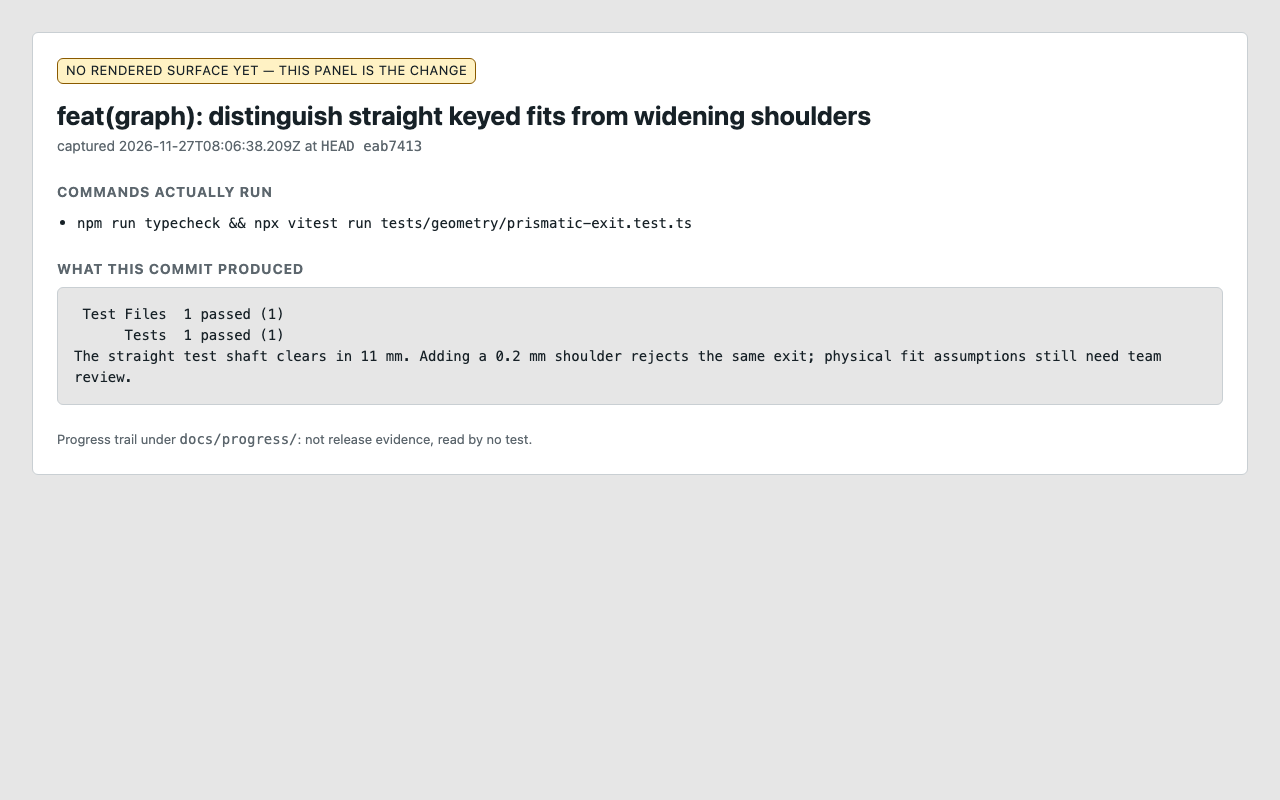 NO RENDERED SURFACE YET — THIS PANEL IS THE CHANGE
feat(graph): distinguish straight keyed fits from widening shoulders
captured 2026-11-27T08:06:38.209Z at HEAD eab7413
COMMANDS ACTUALLY RUN
• npm run typecheck && npx vitest run tests/geometry/prismatic-exit.test.ts
WHAT THIS COMMIT PRODUCED
Test Files  1 passed (1)
Tests  1 passed (1)
The straight test shaft clears in 11 mm. Adding a 0.2 mm shoulder rejects the same exit; physical fit assumptions still need team
review.
Progress trail under docs/progress/: not release evidence, read by no test.